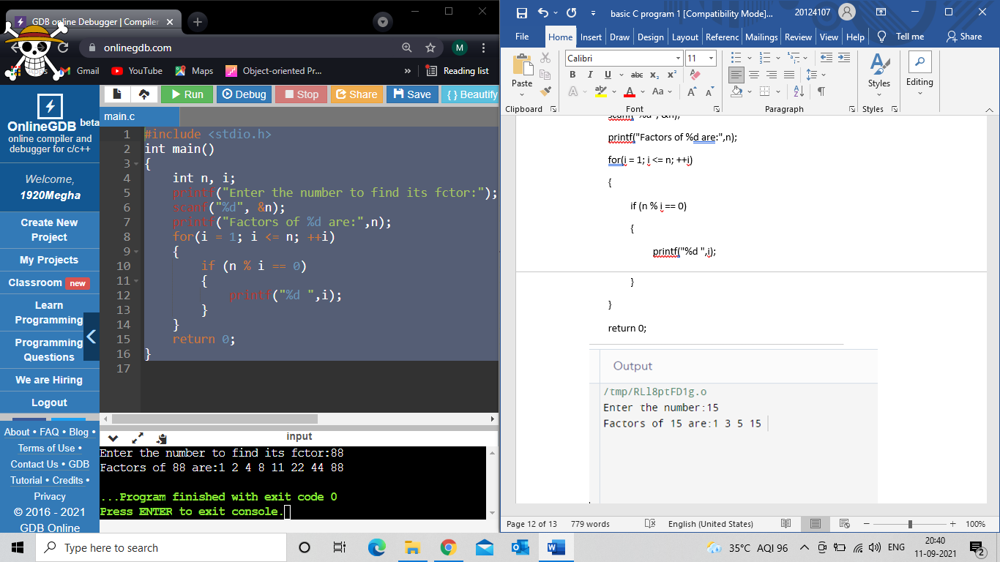 GDB online Debugger | Compiler
onlinegdb.com
M
Apps
Gmail
YouTube
Maps
Object-oriented Pr...
»
Reading list
OnlineGDB beta
online compiler and
debugger for c/c++
Welcome,
1920Megha
Create New
Project
My Projects
Classroom new
Learn
Programming
Programming
Questions
We are Hiring
Logout
About • FAQ • Blog •
Terms of Use •
Contact Us • GDB
Tutorial • Credits •
Privacy
© 2016 - 2021
GDB Online
Run
Debug
Stop
Share
Save
{ } Beautify
main.c
1 #include <stdio.h>
2 int main()
3 {
4 int n, i;
5 printf("Enter the number to find its fctor:");
6 scanf("%d", &n);
7 printf("Factors of %d are:",n);
8 for(i = 1; i <= n; ++i)
9 {
10 if (n % i == 0)
11 {
12 printf("%d ",i);
13 }
14 }
15 return 0;
16 }
17
input
Enter the number to find its fctor:88
Factors of 88 are:1 2 4 8 11 22 44 88
...Program finished with exit code 0
Press ENTER to exit console.
basic C program 1 [Compatibility Mode]...
20124107
File Home Insert Draw Design Layout Referenc Mailings Review View Help Tell me Share
Calibri 11
Paste
B I U abc x₂ x²
A A Aa A A
Styles
Editing
Clipboard
Font
Paragraph
Styles
scanf("%d", &n);
printf("Factors of %d are:",n);
for(i = 1; i <= n; ++i)
{
if (n % i == 0)
{
printf("%d ",i);
}
}
return 0;
Output
/tmp/RLl8ptFD1g.o
Enter the number:15
Factors of 15 are:1 3 5 15
Page 12 of 13 779 words English (United States) 100%
Type here to search
35°C AQI 96
ENG
20:40
11-09-2021
2